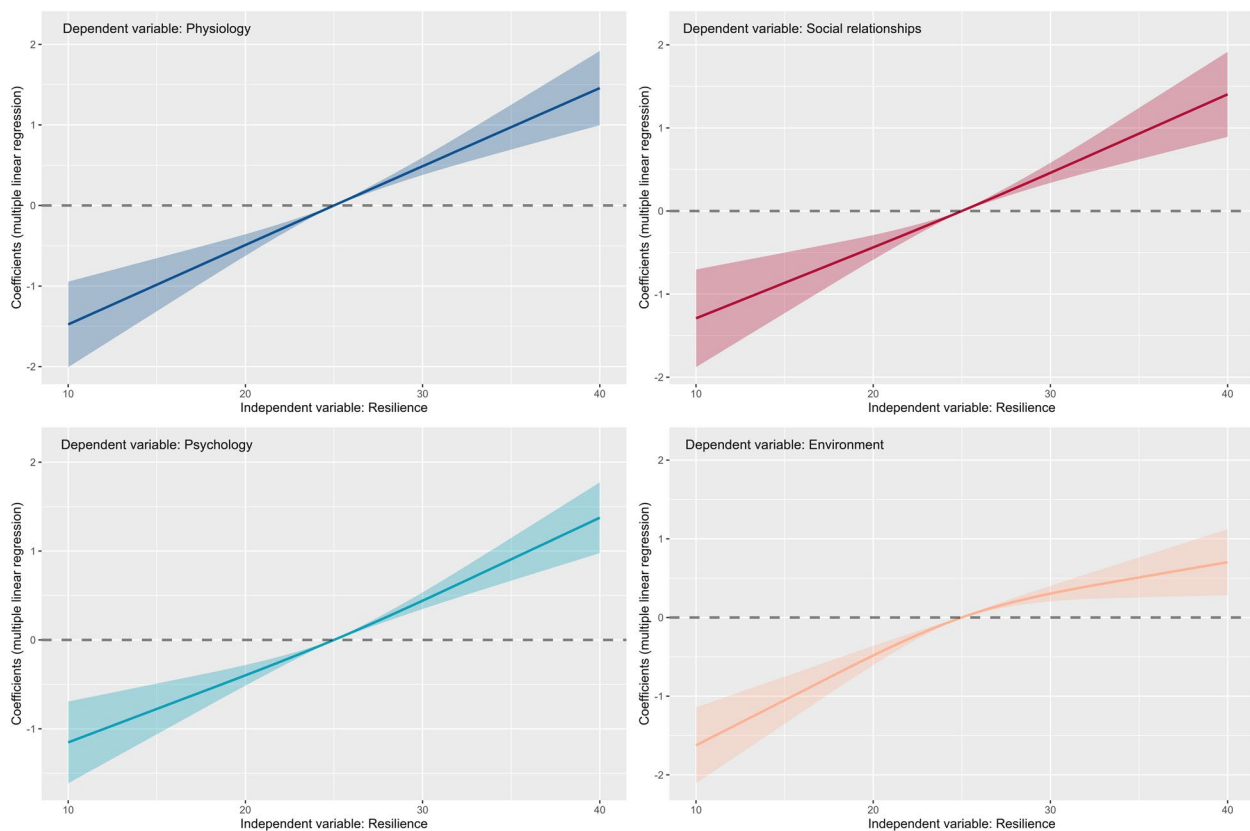 Dependent variable: Physiology
Coefficients (multiple linear regression)
2
1
0
-1
-2
10
20
30
40
Independent variable: Resilience
Dependent variable: Social relationships
Coefficients (multiple linear regression)
2
1
0
-1
-2
10
20
30
40
Independent variable: Resilience
Dependent variable: Psychology
Coefficients (multiple linear regression)
2
1
0
-1
10
20
30
40
Independent variable: Resilience
Dependent variable: Environment
Coefficients (multiple linear regression)
2
1
0
-1
-2
10
20
30
40
Independent variable: Resilience